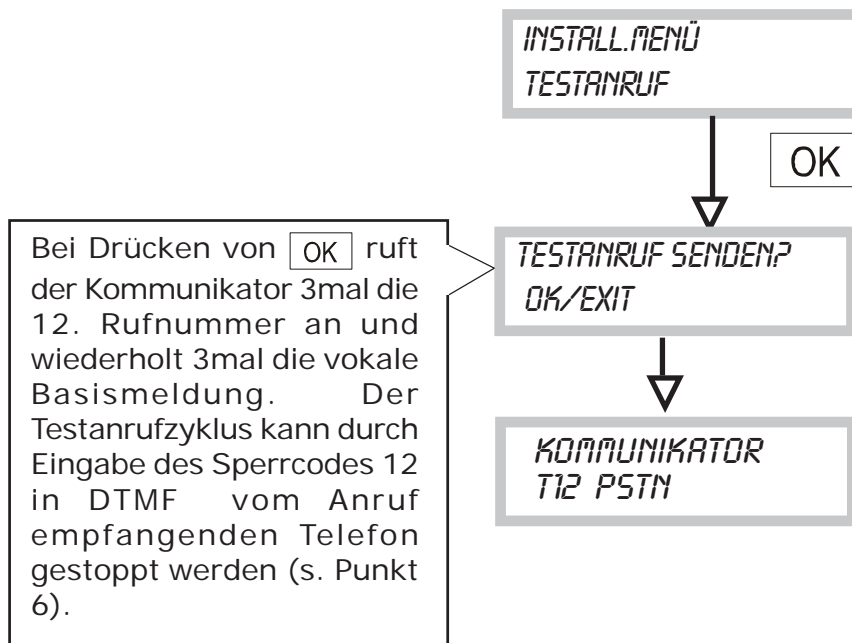 INSTALL.MENÜ
TESTANRUF
OK
Bei Drücken von OK ruft
der Kommunikator 3mal die
12. Rufnummer an und
wiederholt 3mal die vokale
Basismeldung. Der
Testanrufzyklus kann durch
Eingabe des Sperrcodes 12
in DTMF vom Anruf
empfangenden Telefon
gestoppt werden (s. Punkt
6).
TESTANRUF SENDEN?
OK/EXIT
KOMMUNIKATOR
T12 PSTN